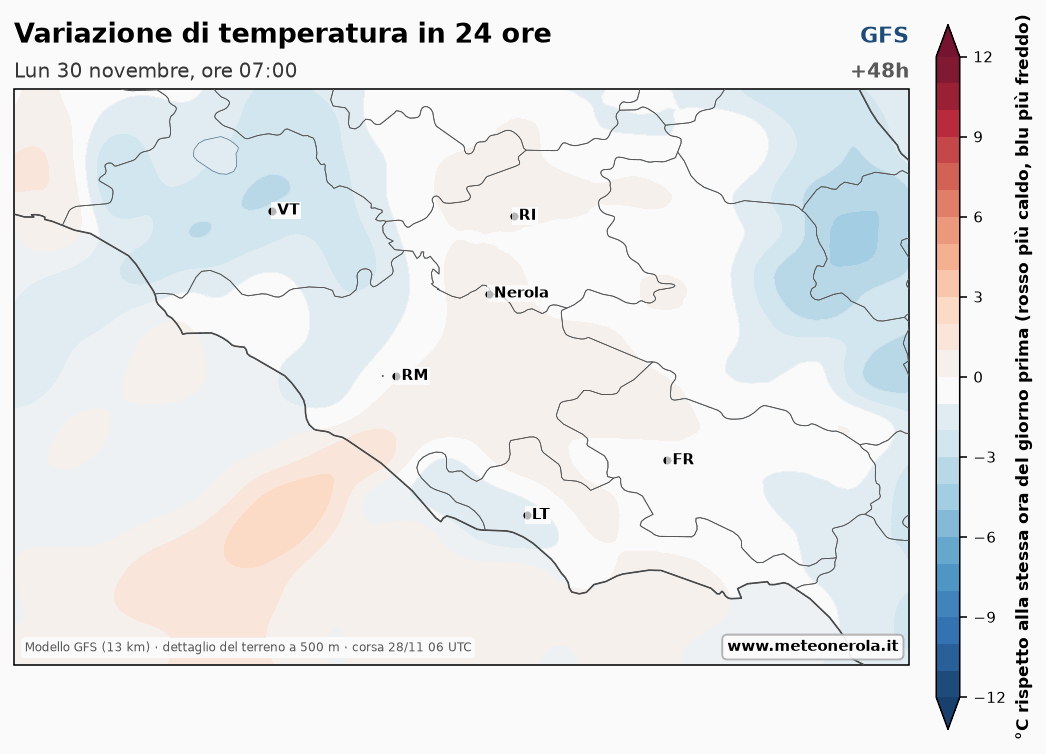 Variazione di temperatura in 24 ore
GFS
Lun 30 novembre, ore 07:00
+48h
VT
RI
Nerola
RM
FR
LT
Modello GFS (13 km) · dettaglio del terreno a 500 m · corsa 28/11 06 UTC
www.meteonerola.it
12
9
6
3
0
−3
−6
−9
−12
°C rispetto alla stessa ora del giorno prima (rosso più caldo, blu più freddo)